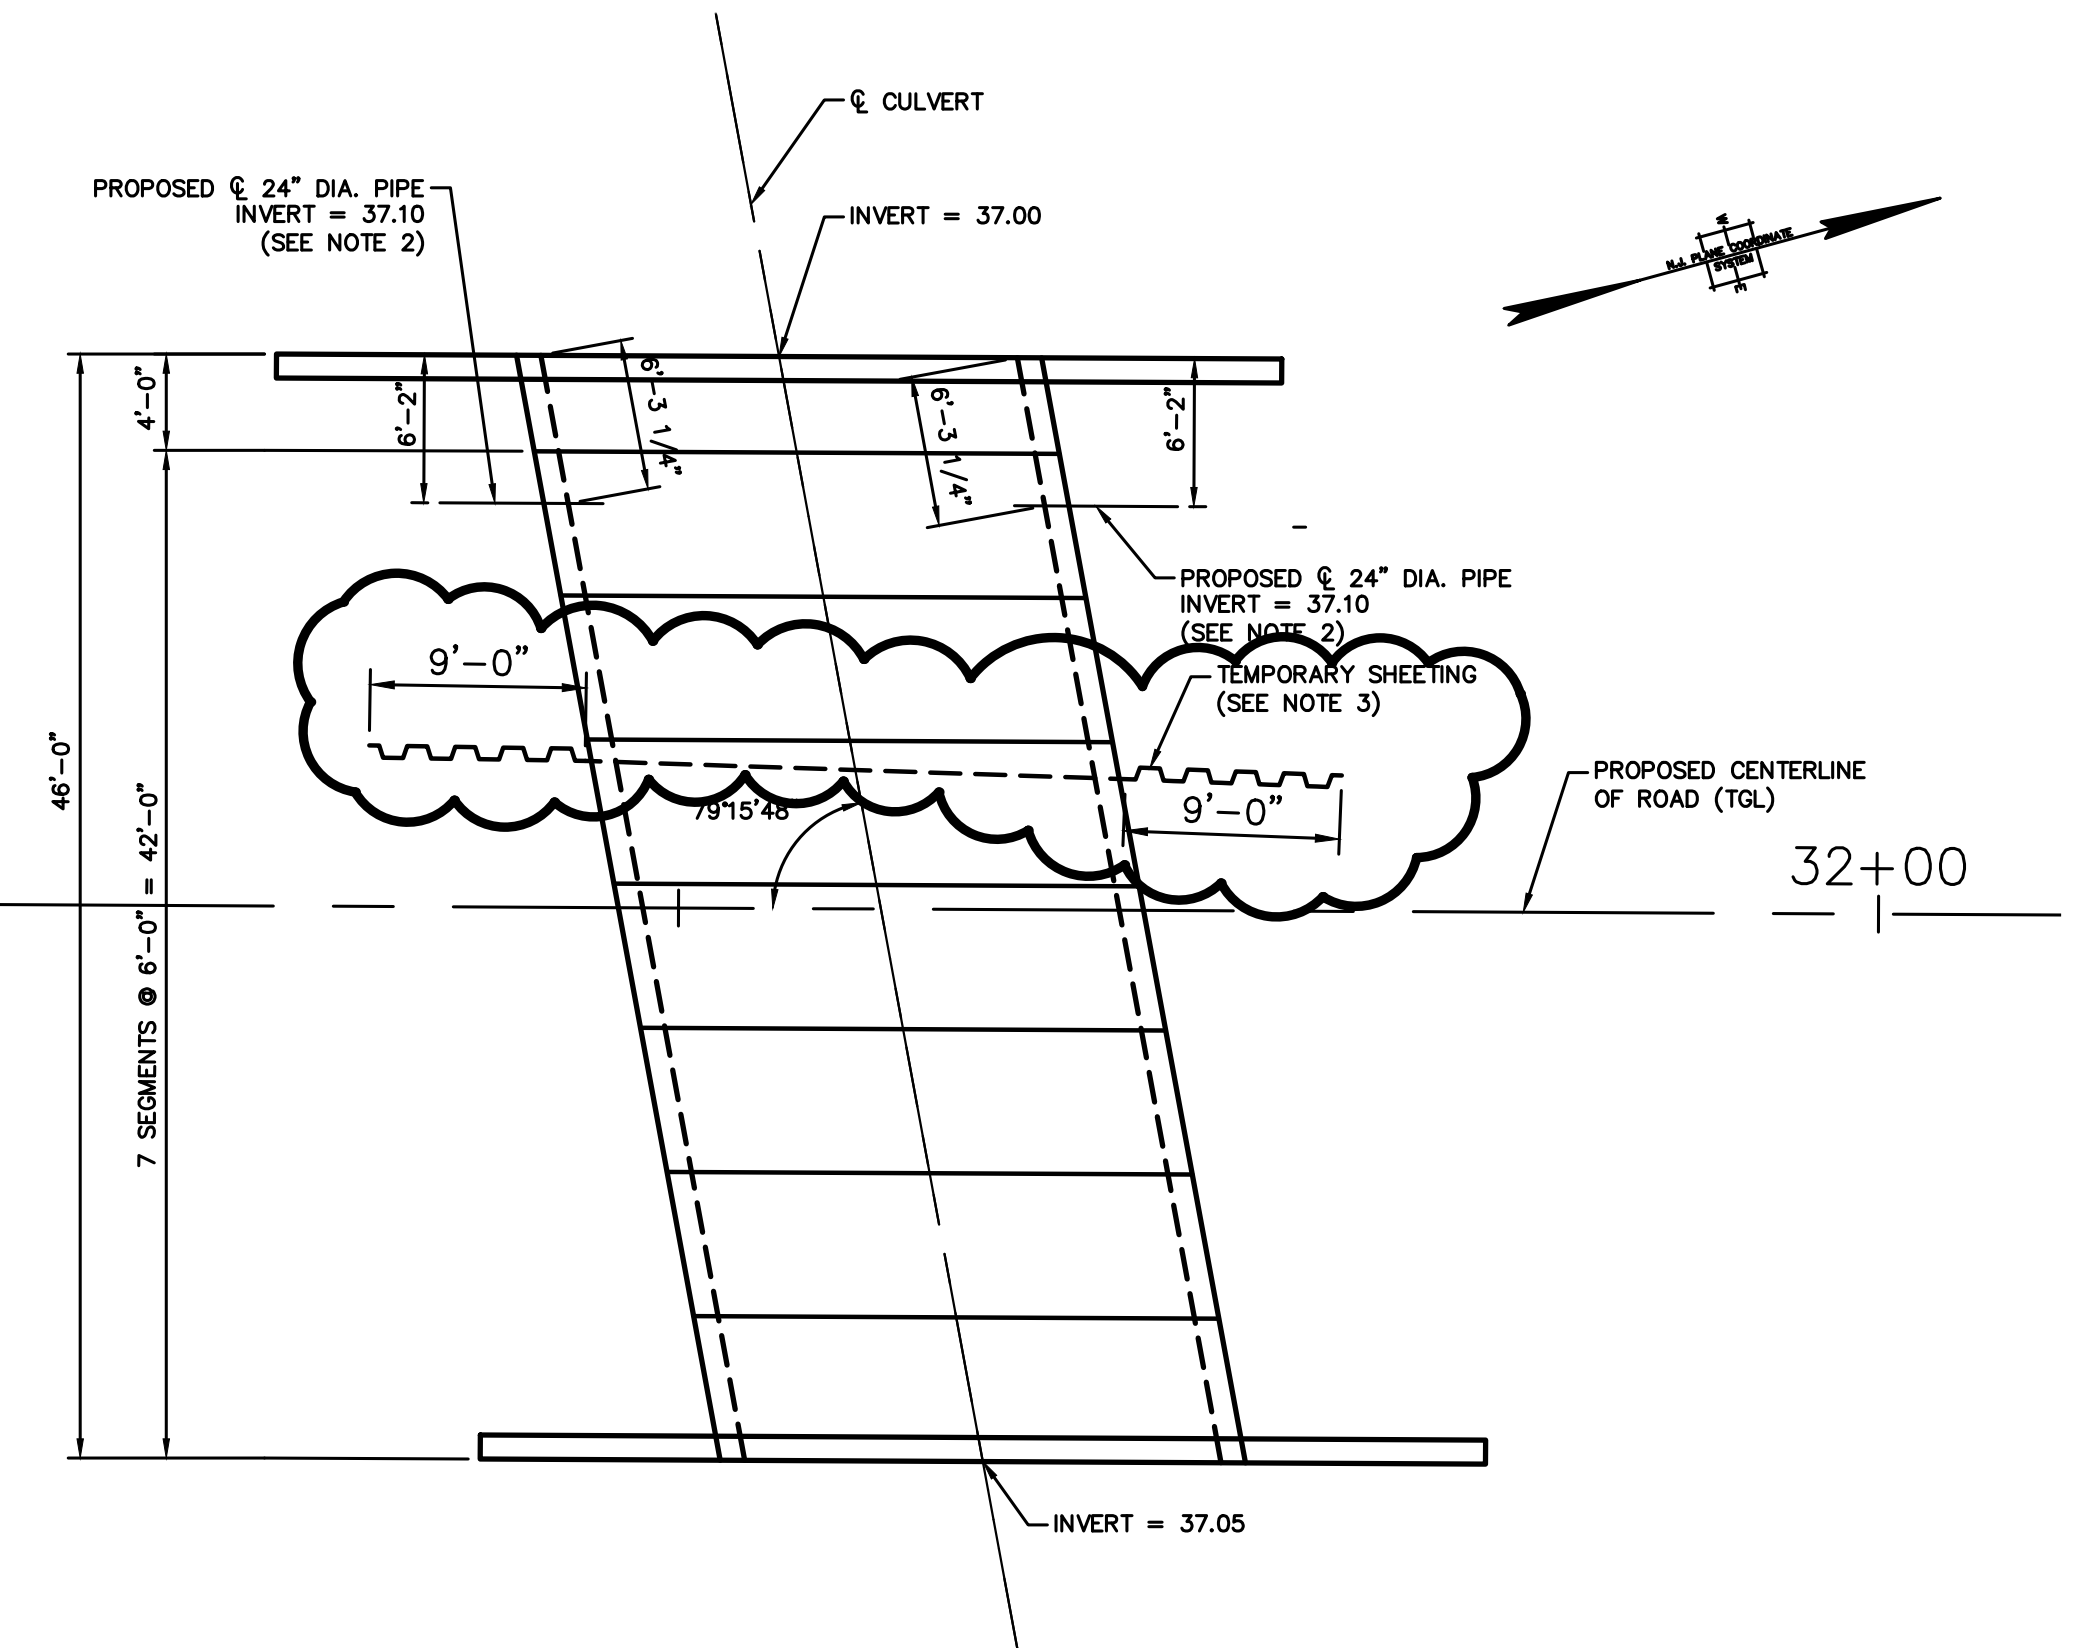 ℄ CULVERT
PROPOSED ℄ 24" DIA. PIPE
INVERT = 37.10
(SEE NOTE 2)
INVERT = 37.00
W
N.J. PLANE COORDINATE
SYSTEM
E
4'-0"
6'-2"
6'-3 1/4"
6'-3 1/4"
6'-2"
PROPOSED ℄ 24" DIA. PIPE
INVERT = 37.10
(SEE NOTE 2)
9'-0"
TEMPORARY SHEETING
(SEE NOTE 3)
46'-0"
7 SEGMENTS @ 6'-0" = 42'-0"
79°15'48"
9'-0"
PROPOSED CENTERLINE
OF ROAD (TGL)
32+00
INVERT = 37.05